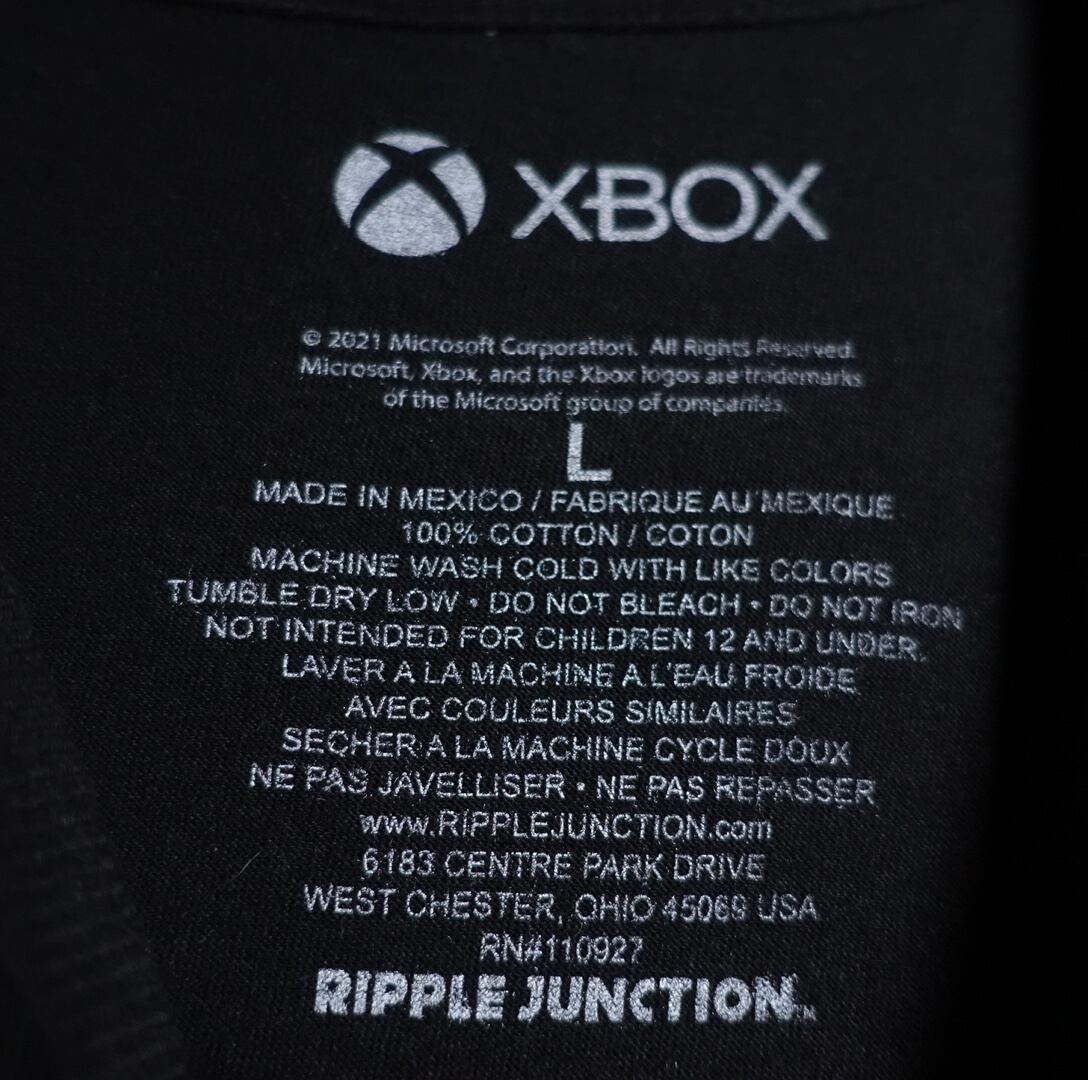 XBOX
© 2021 Microsoft Corporation. All Rights Reserved.
Microsoft, Xbox, and the Xbox logos are trademarks
of the Microsoft group of companies.
L
MADE IN MEXICO / FABRIQUE AU MEXIQUE
100% COTTON / COTON
MACHINE WASH COLD WITH LIKE COLORS
TUMBLE DRY LOW • DO NOT BLEACH • DO NOT IRON
NOT INTENDED FOR CHILDREN 12 AND UNDER.
LAVER A LA MACHINE A L'EAU FROIDE
AVEC COULEURS SIMILAIRES
SECHER A LA MACHINE CYCLE DOUX
NE PAS JAVELLISER • NE PAS REPASSER
www.RIPPLEJUNCTION.com
6183 CENTRE PARK DRIVE
WEST CHESTER, OHIO 45069 USA
RN#110927
RIPPLE JUNCTION™